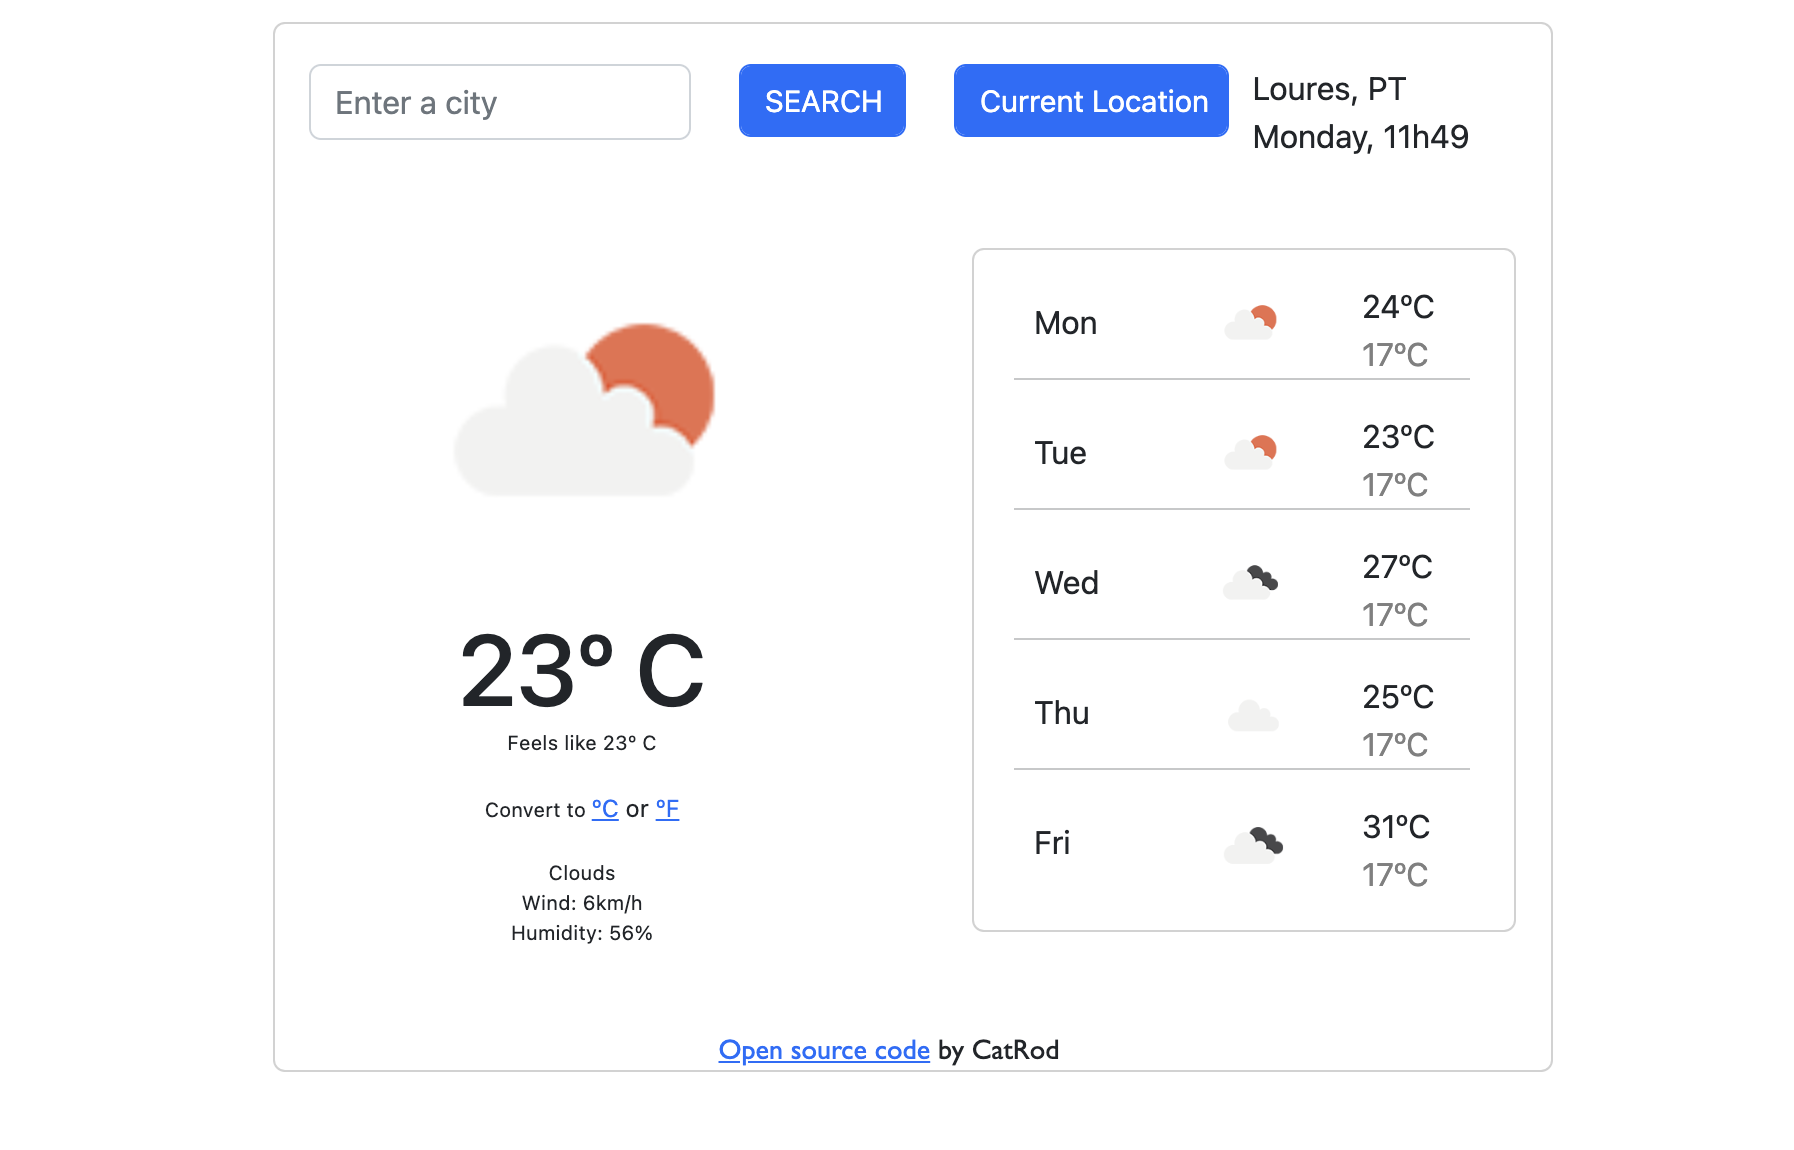 Enter a city
SEARCH
Current Location
Loures, PT
Monday, 11h49
23º C
Feels like 23º C
Convert to ºC or ºF
Clouds
Wind: 6km/h
Humidity: 56%
Mon
24ºC
17ºC
Tue
23ºC
17ºC
Wed
27ºC
17ºC
Thu
25ºC
17ºC
Fri
31ºC
17ºC
Open source code by CatRod